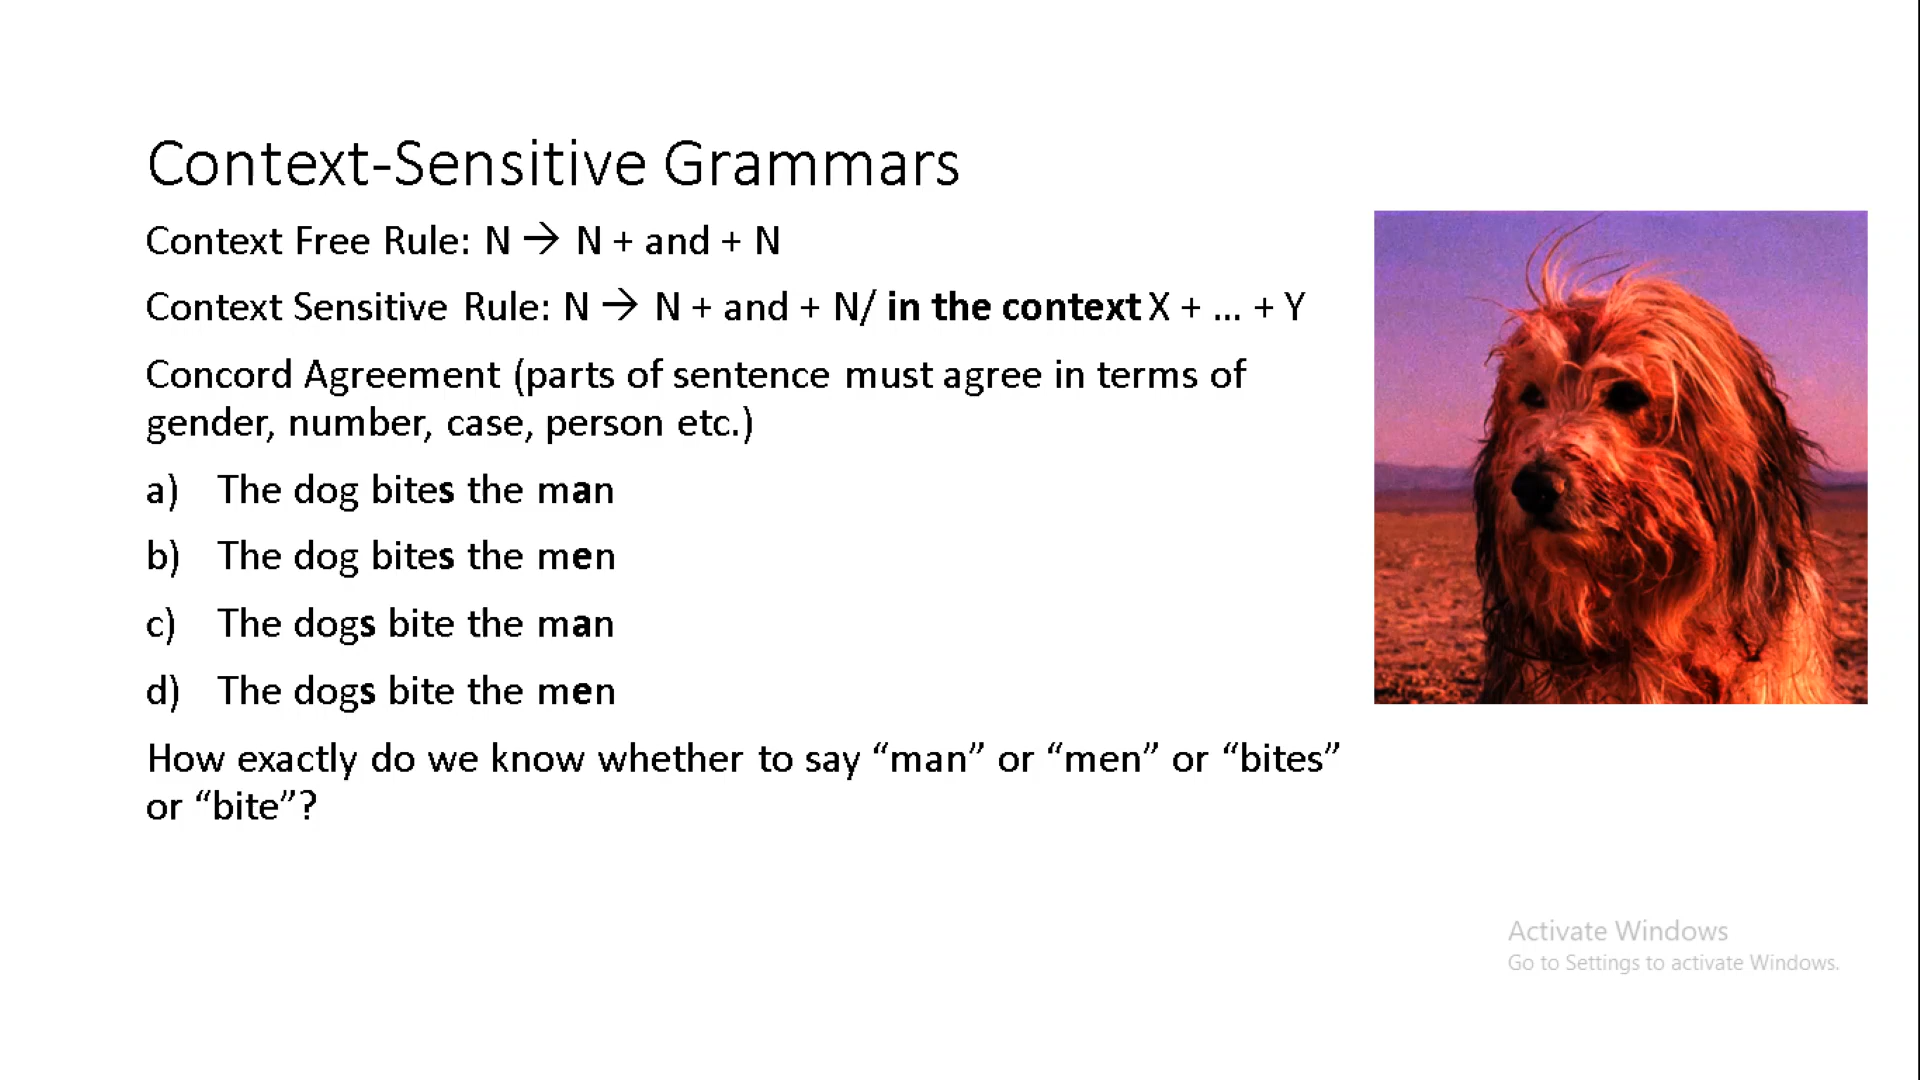 Context-Sensitive Grammars
Context Free Rule: N → N + and + N
Context Sensitive Rule: N → N + and + N/ in the context X + ... + Y
Concord Agreement (parts of sentence must agree in terms of
gender, number, case, person etc.)
a) The dog bites the man
b) The dog bites the men
c) The dogs bite the man
d) The dogs bite the men
How exactly do we know whether to say “man” or “men” or “bites”
or “bite”?
Activate Windows
Go to Settings to activate Windows.